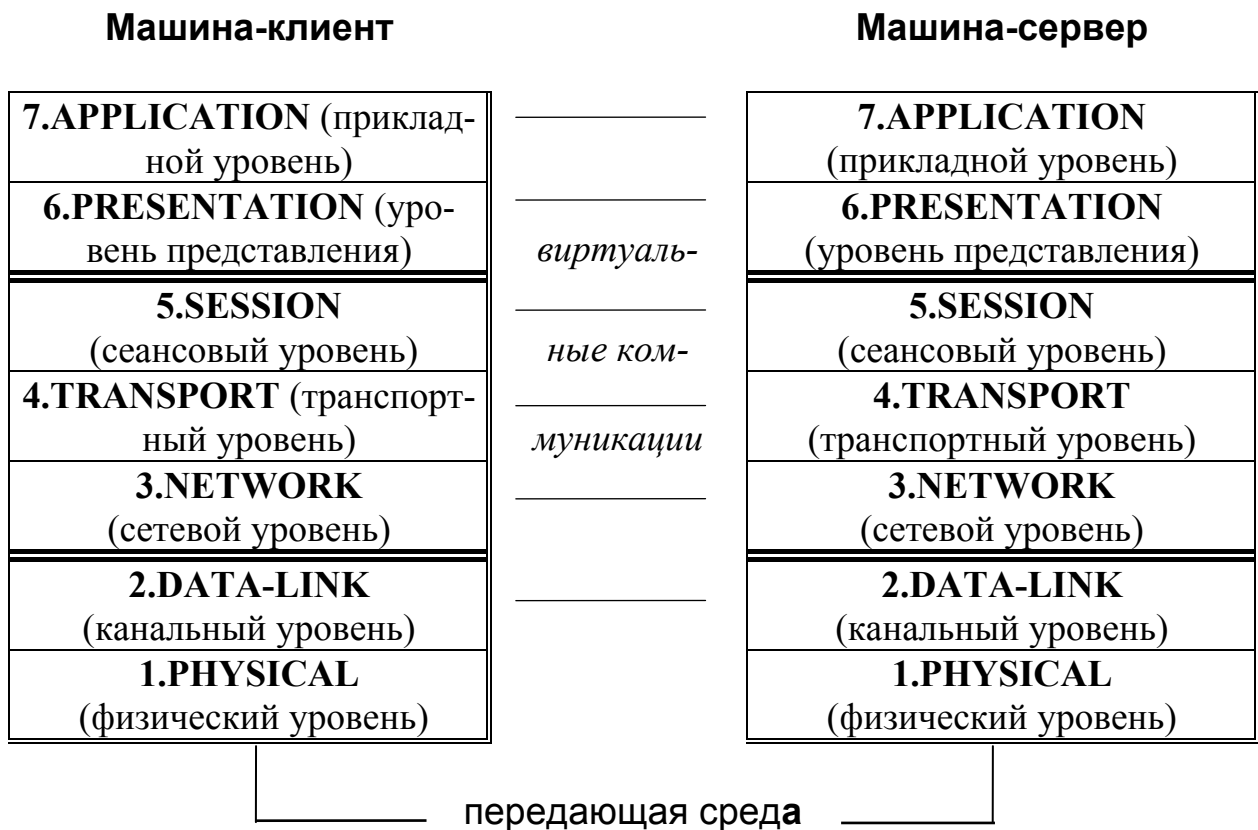 Машина-клиент
Машина-сервер
7.APPLICATION (приклад-
ной уровень)
6.PRESENTATION (уро-
вень представления)
5.SESSION
(сеансовый уровень)
4.TRANSPORT (транспорт-
ный уровень)
3.NETWORK
(сетевой уровень)
2.DATA-LINK
(канальный уровень)
1.PHYSICAL
(физический уровень)
виртуаль-
ные ком-
муникации
7.APPLICATION
(прикладной уровень)
6.PRESENTATION
(уровень представления)
5.SESSION
(сеансовый уровень)
4.TRANSPORT
(транспортный уровень)
3.NETWORK
(сетевой уровень)
2.DATA-LINK
(канальный уровень)
1.PHYSICAL
(физический уровень)
передающая среда